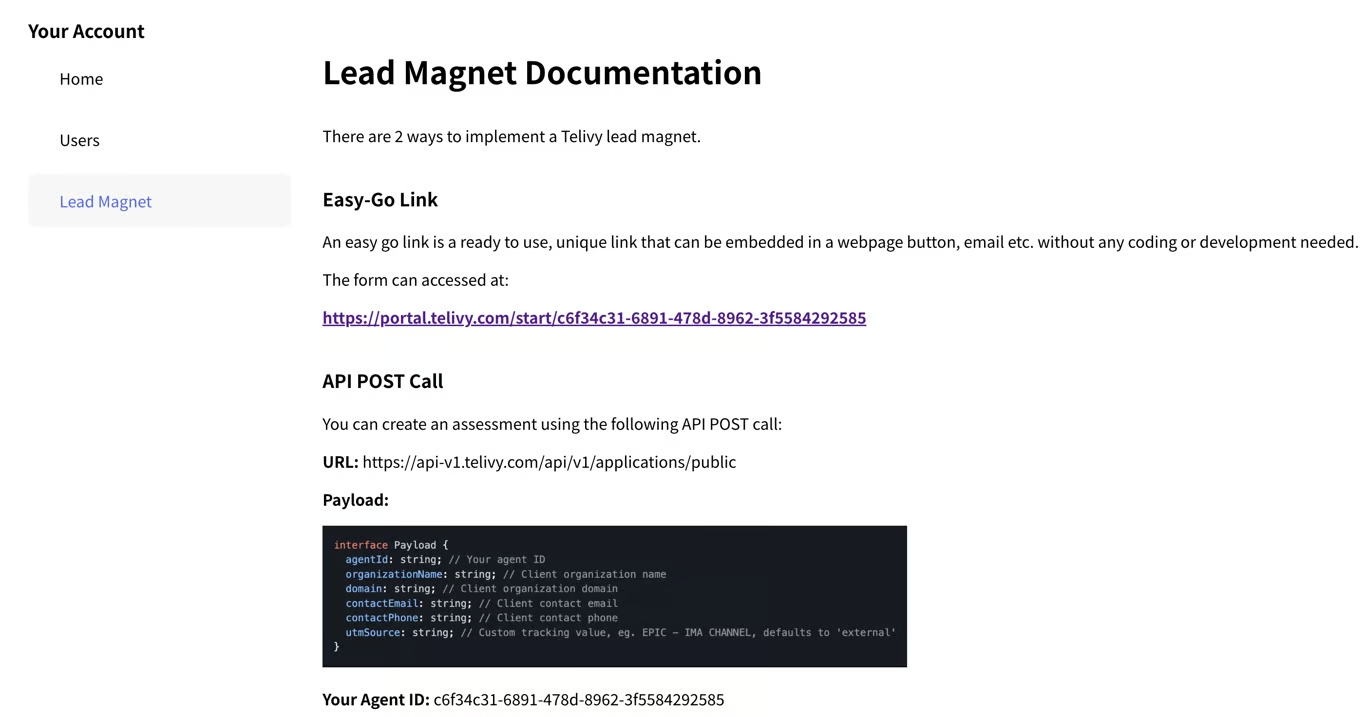 Your Account
Home
Users
Lead Magnet
Lead Magnet Documentation
There are 2 ways to implement a Telivy lead magnet.
Easy-Go Link
An easy go link is a ready to use, unique link that can be embedded in a webpage button, email etc. without any coding or development needed.
The form can accessed at:
https://portal.telivy.com/start/c6f34c31-6891-478d-8962-3f5584292585
API POST Call
You can create an assessment using the following API POST call:
URL: https://api-v1.telivy.com/api/v1/applications/public
Payload:
interface Payload {
agentId: string; // Your agent ID
organizationName: string; // Client organization name
domain: string; // Client organization domain
contactEmail: string; // Client contact email
contactPhone: string; // Client contact phone
utmSource: string; // Custom tracking value, eg. EPIC – IMA CHANNEL, defaults to 'external'
}
Your Agent ID: c6f34c31-6891-478d-8962-3f5584292585